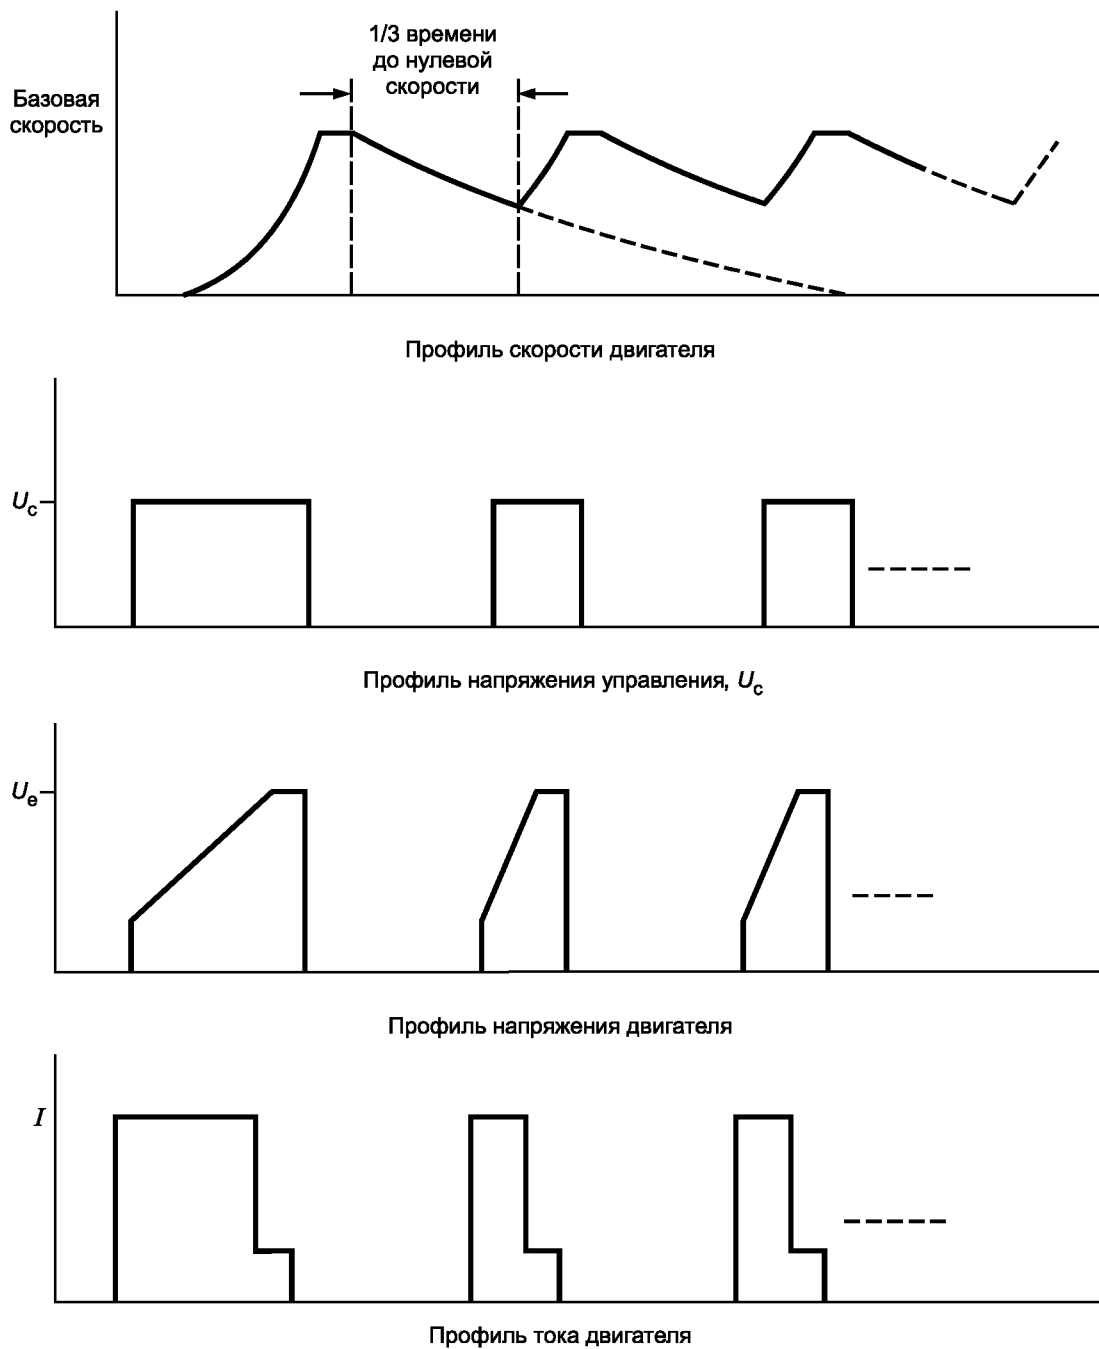 1/3 времени
до нулевой
скорости
Базовая
скорость
Профиль скорости двигателя
Uc
Профиль напряжения управления, Uc
Ue
Профиль напряжения двигателя
I
Профиль тока двигателя